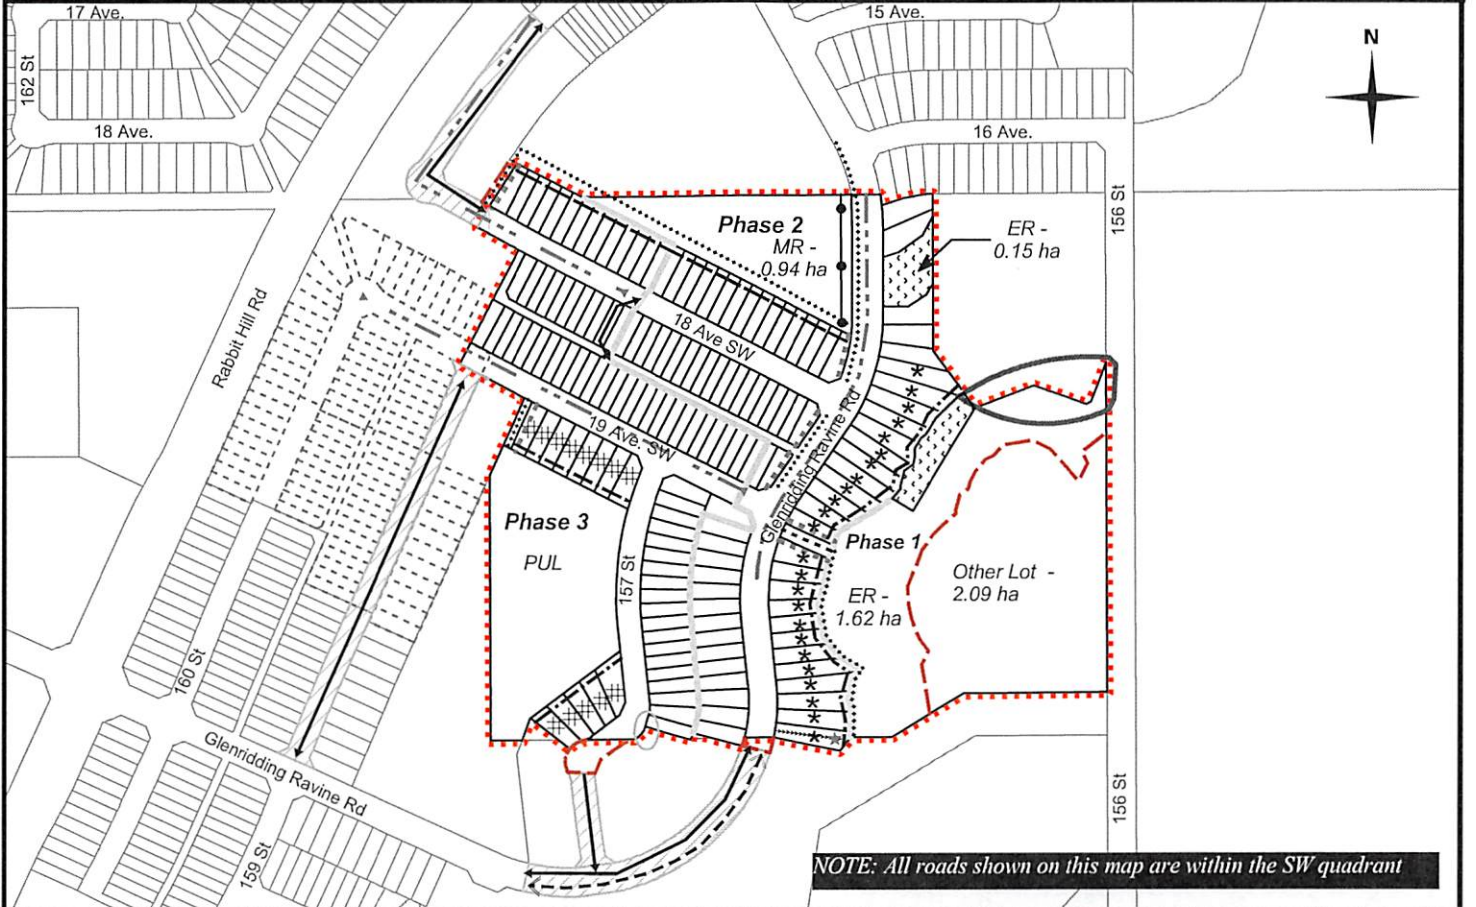 17 Ave.
15 Ave.
N
162 St
18 Ave.
16 Ave.
156 St
Phase 2
MR -
0.94 ha
ER -
0.15 ha
Rabbit Hill Rd
18 Ave SW
19 Ave. SW
Glenridding Ravine Rd
Phase 3
PUL
157 St
Phase 1
ER -
1.62 ha
Other Lot -
2.09 ha
160 St
Glenridding Ravine Rd
159 St
156 St
NOTE: All roads shown on this map are within the SW quadrant